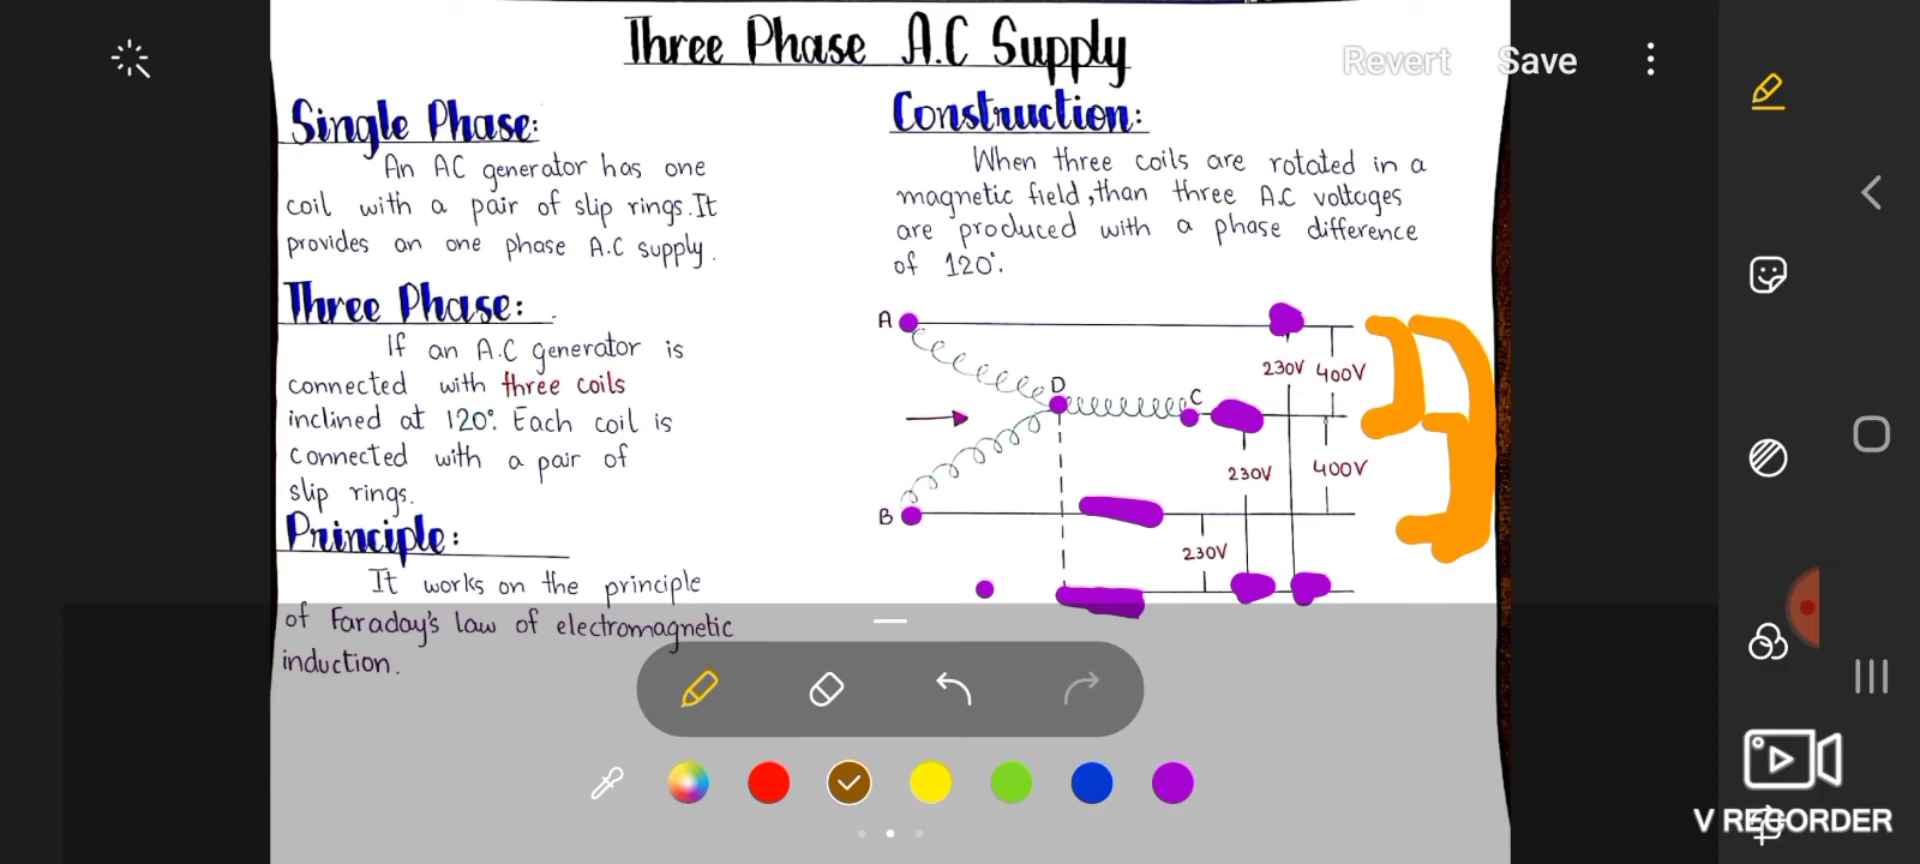 Three Phase A.C Supply
Revert Save
Single Phase:
An AC generator has one
coil with a pair of slip rings. It
provides an one phase A.C supply.
Three Phase:
If an A.C generator is
connected with three coils
inclined at 120°. Each coil is
connected with a pair of
slip rings.
Principle:
It works on the principle
of Faraday's law of electromagnetic
induction.
Construction:
When three coils are rotated in a
magnetic field, than three A.C voltages
are produced with a phase difference
of 120°.
A
230V 400V
D
C
230V 400V
B
230V
V RECORDER